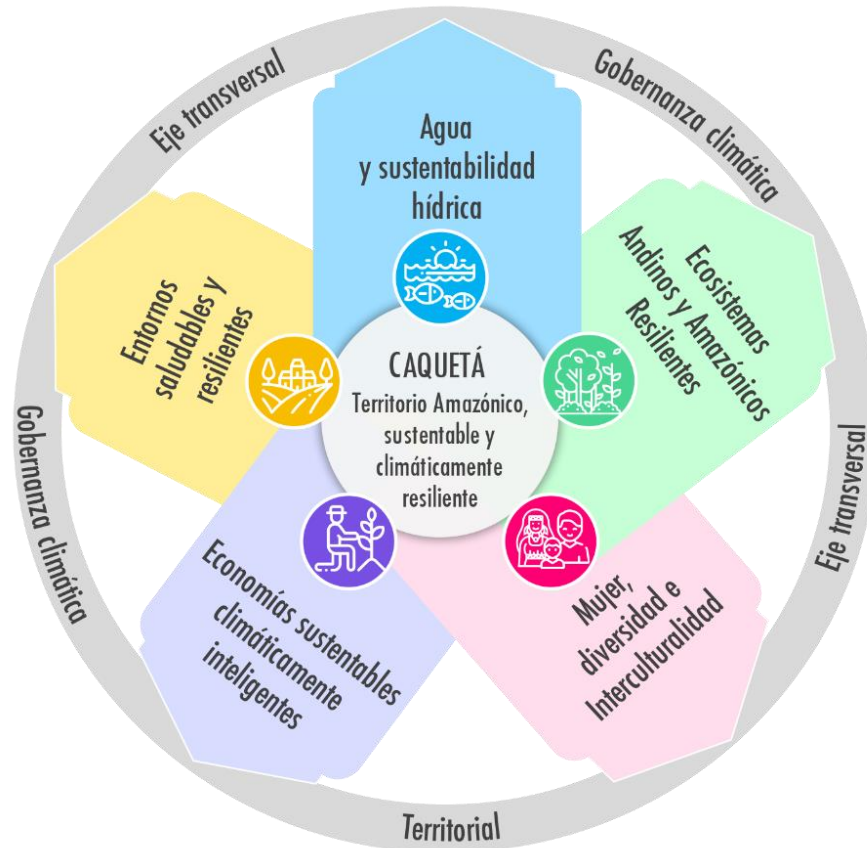 Eje transversal
Gobernanza climática
Agua
y sustentabilidad
hídrica
Ecosistemas
Andinos y Amazónicos
Resilientes
Entornos
saludables y
resilientes
CAQUETÁ
Territorio Amazónico,
sustentable y
climáticamente
resiliente
Gobernanza climática
Eje transversal
Economías sustentables
climáticamente
inteligentes
Mujer,
diversidad e
Interculturalidad
Territorial